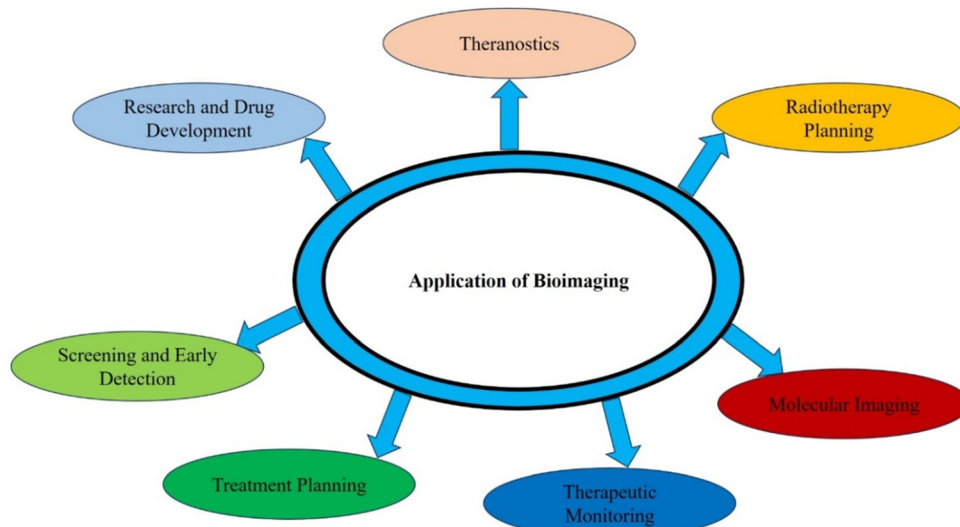 Theranostics
Research and Drug
Development
Radiotherapy
Planning
Application of Bioimaging
Screening and Early
Detection
Molecular Imaging
Treatment Planning
Therapeutic
Monitoring